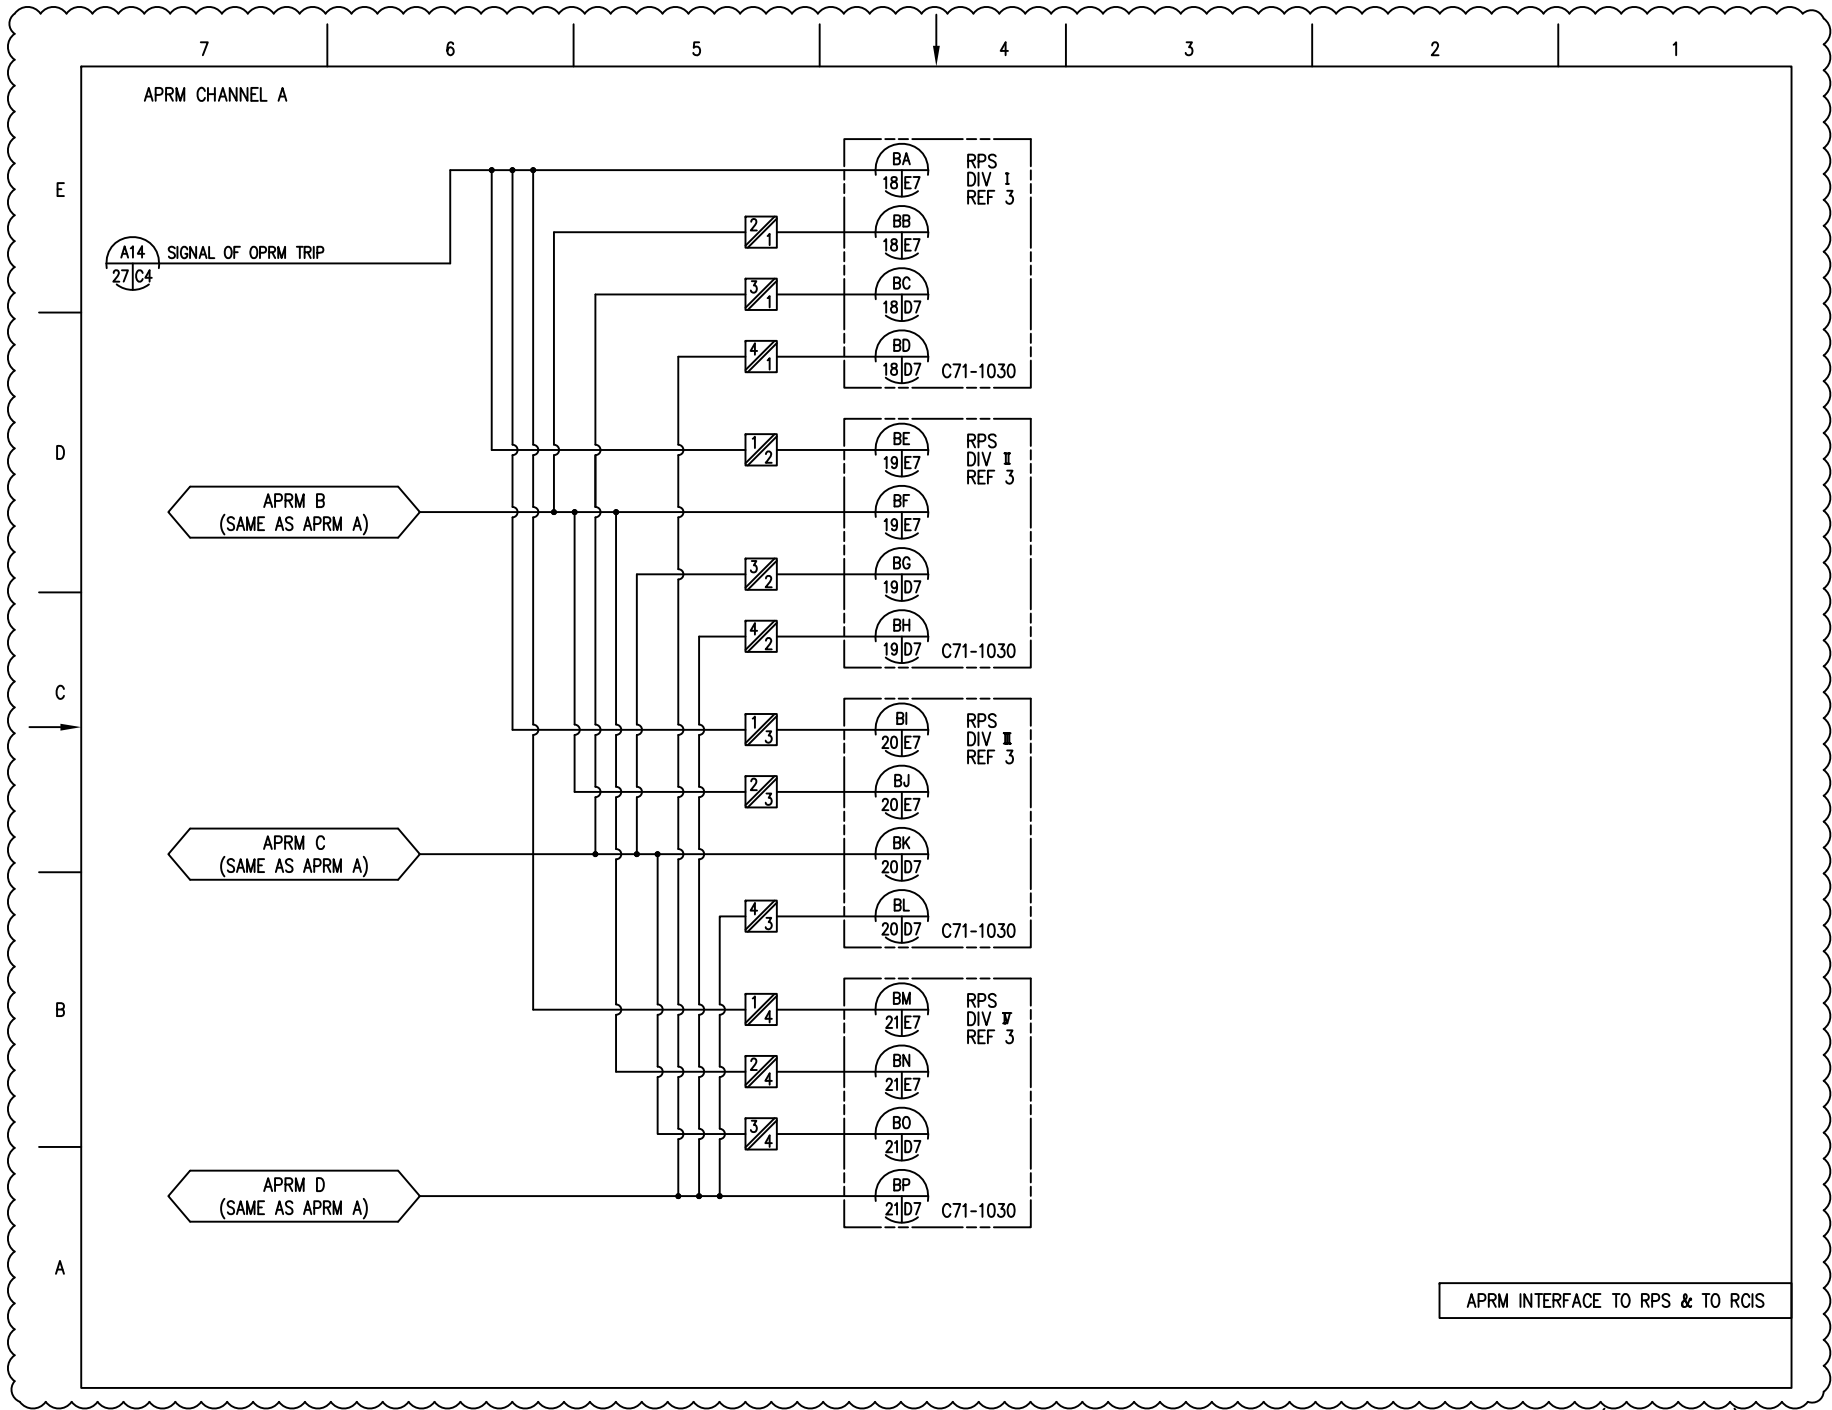 7 6 5 4 3 2 1
APRM CHANNEL A
E
D
C
B
A
A14
27 C4
SIGNAL OF OPRM TRIP
APRM B
(SAME AS APRM A)
APRM C
(SAME AS APRM A)
APRM D
(SAME AS APRM A)
2/1
3/1
4/1
1/2
3/2
4/2
1/3
2/3
4/3
1/4
2/4
3/4
BA
18 E7
BB
18 E7
BC
18 D7
BD
18 D7
RPS
DIV I
REF 3
C71-1030
BE
19 E7
BF
19 E7
BG
19 D7
BH
19 D7
RPS
DIV II
REF 3
C71-1030
BI
20 E7
BJ
20 E7
BK
20 D7
BL
20 D7
RPS
DIV III
REF 3
C71-1030
BM
21 E7
BN
21 E7
BO
21 D7
BP
21 D7
RPS
DIV IV
REF 3
C71-1030
APRM INTERFACE TO RPS & TO RCIS